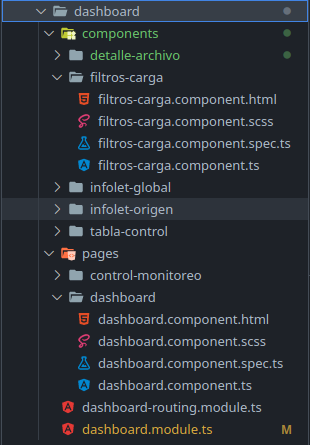 dashboard
components
detalle-archivo
filtros-carga
filtros-carga.component.html
filtros-carga.component.scss
filtros-carga.component.spec.ts
filtros-carga.component.ts
infolet-global
infolet-origen
tabla-control
pages
control-monitoreo
dashboard
dashboard.component.html
dashboard.component.scss
dashboard.component.spec.ts
dashboard.component.ts
dashboard-routing.module.ts
dashboard.module.ts M